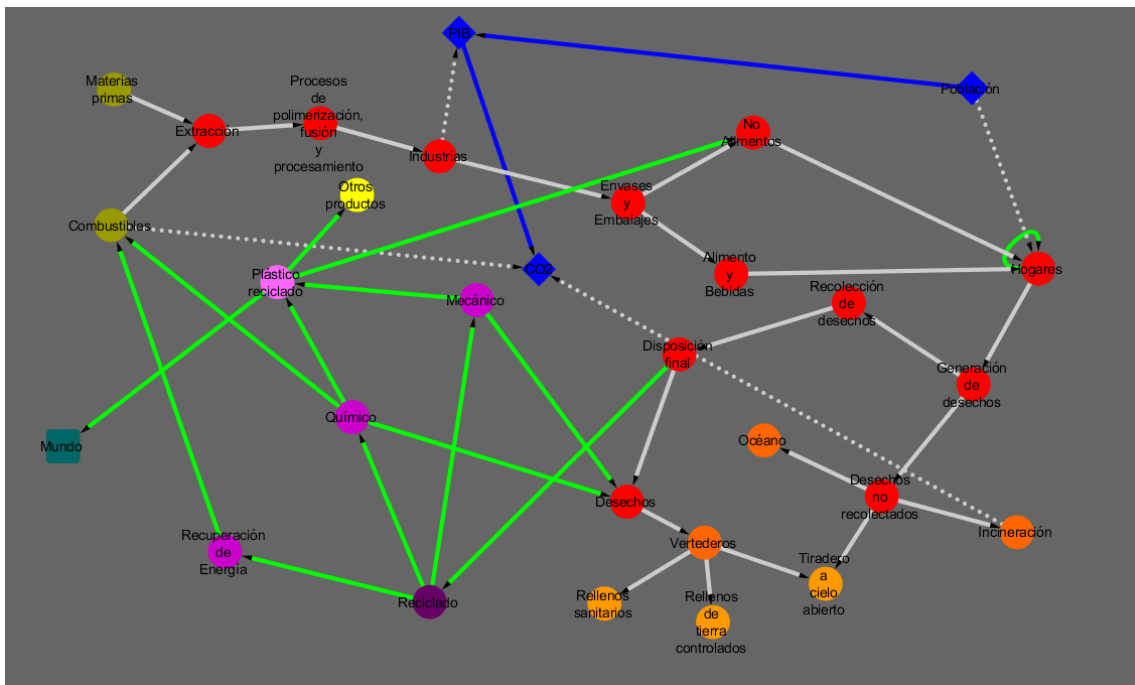 PIB
Materias
primas
Procesos
de
polimerización,
fusión
y
procesamiento
Población
Extracción
No
Alimentos
Industrias
Otros
productos
Envases
y
Embalajes
Combustibles
Alimento
y
Bebidas
CO2
Hogares
Plástico
reciclado
Mecánico
Recolección
de
desechos
Disposición
final
Generación
de
desechos
Químico
Mundo
Océano
Desechos
no
recolectados
Desechos
Incineración
Recuperación
de
Energía
Vertederos
Tiradero
a
cielo
abierto
Reciclado
Rellenos
sanitarios
Rellenos
de
tierra
controlados